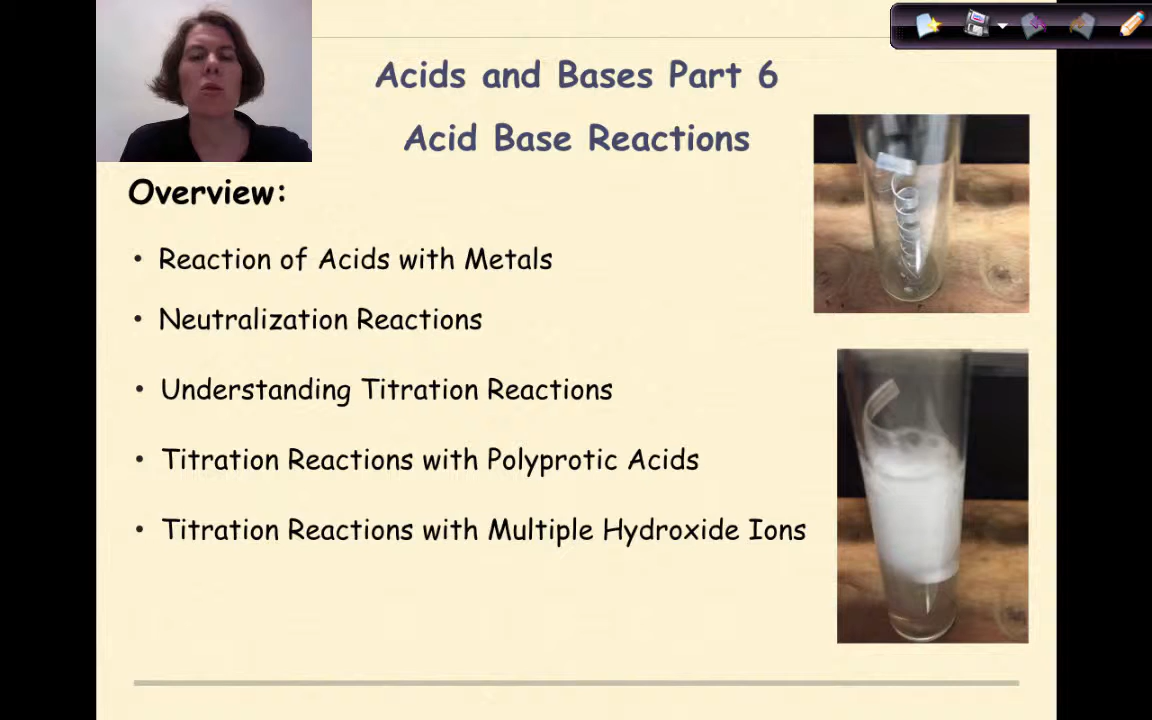 Acids and Bases Part 6
Acid Base Reactions
Overview:
• Reaction of Acids with Metals
• Neutralization Reactions
• Understanding Titration Reactions
• Titration Reactions with Polyprotic Acids
• Titration Reactions with Multiple Hydroxide Ions